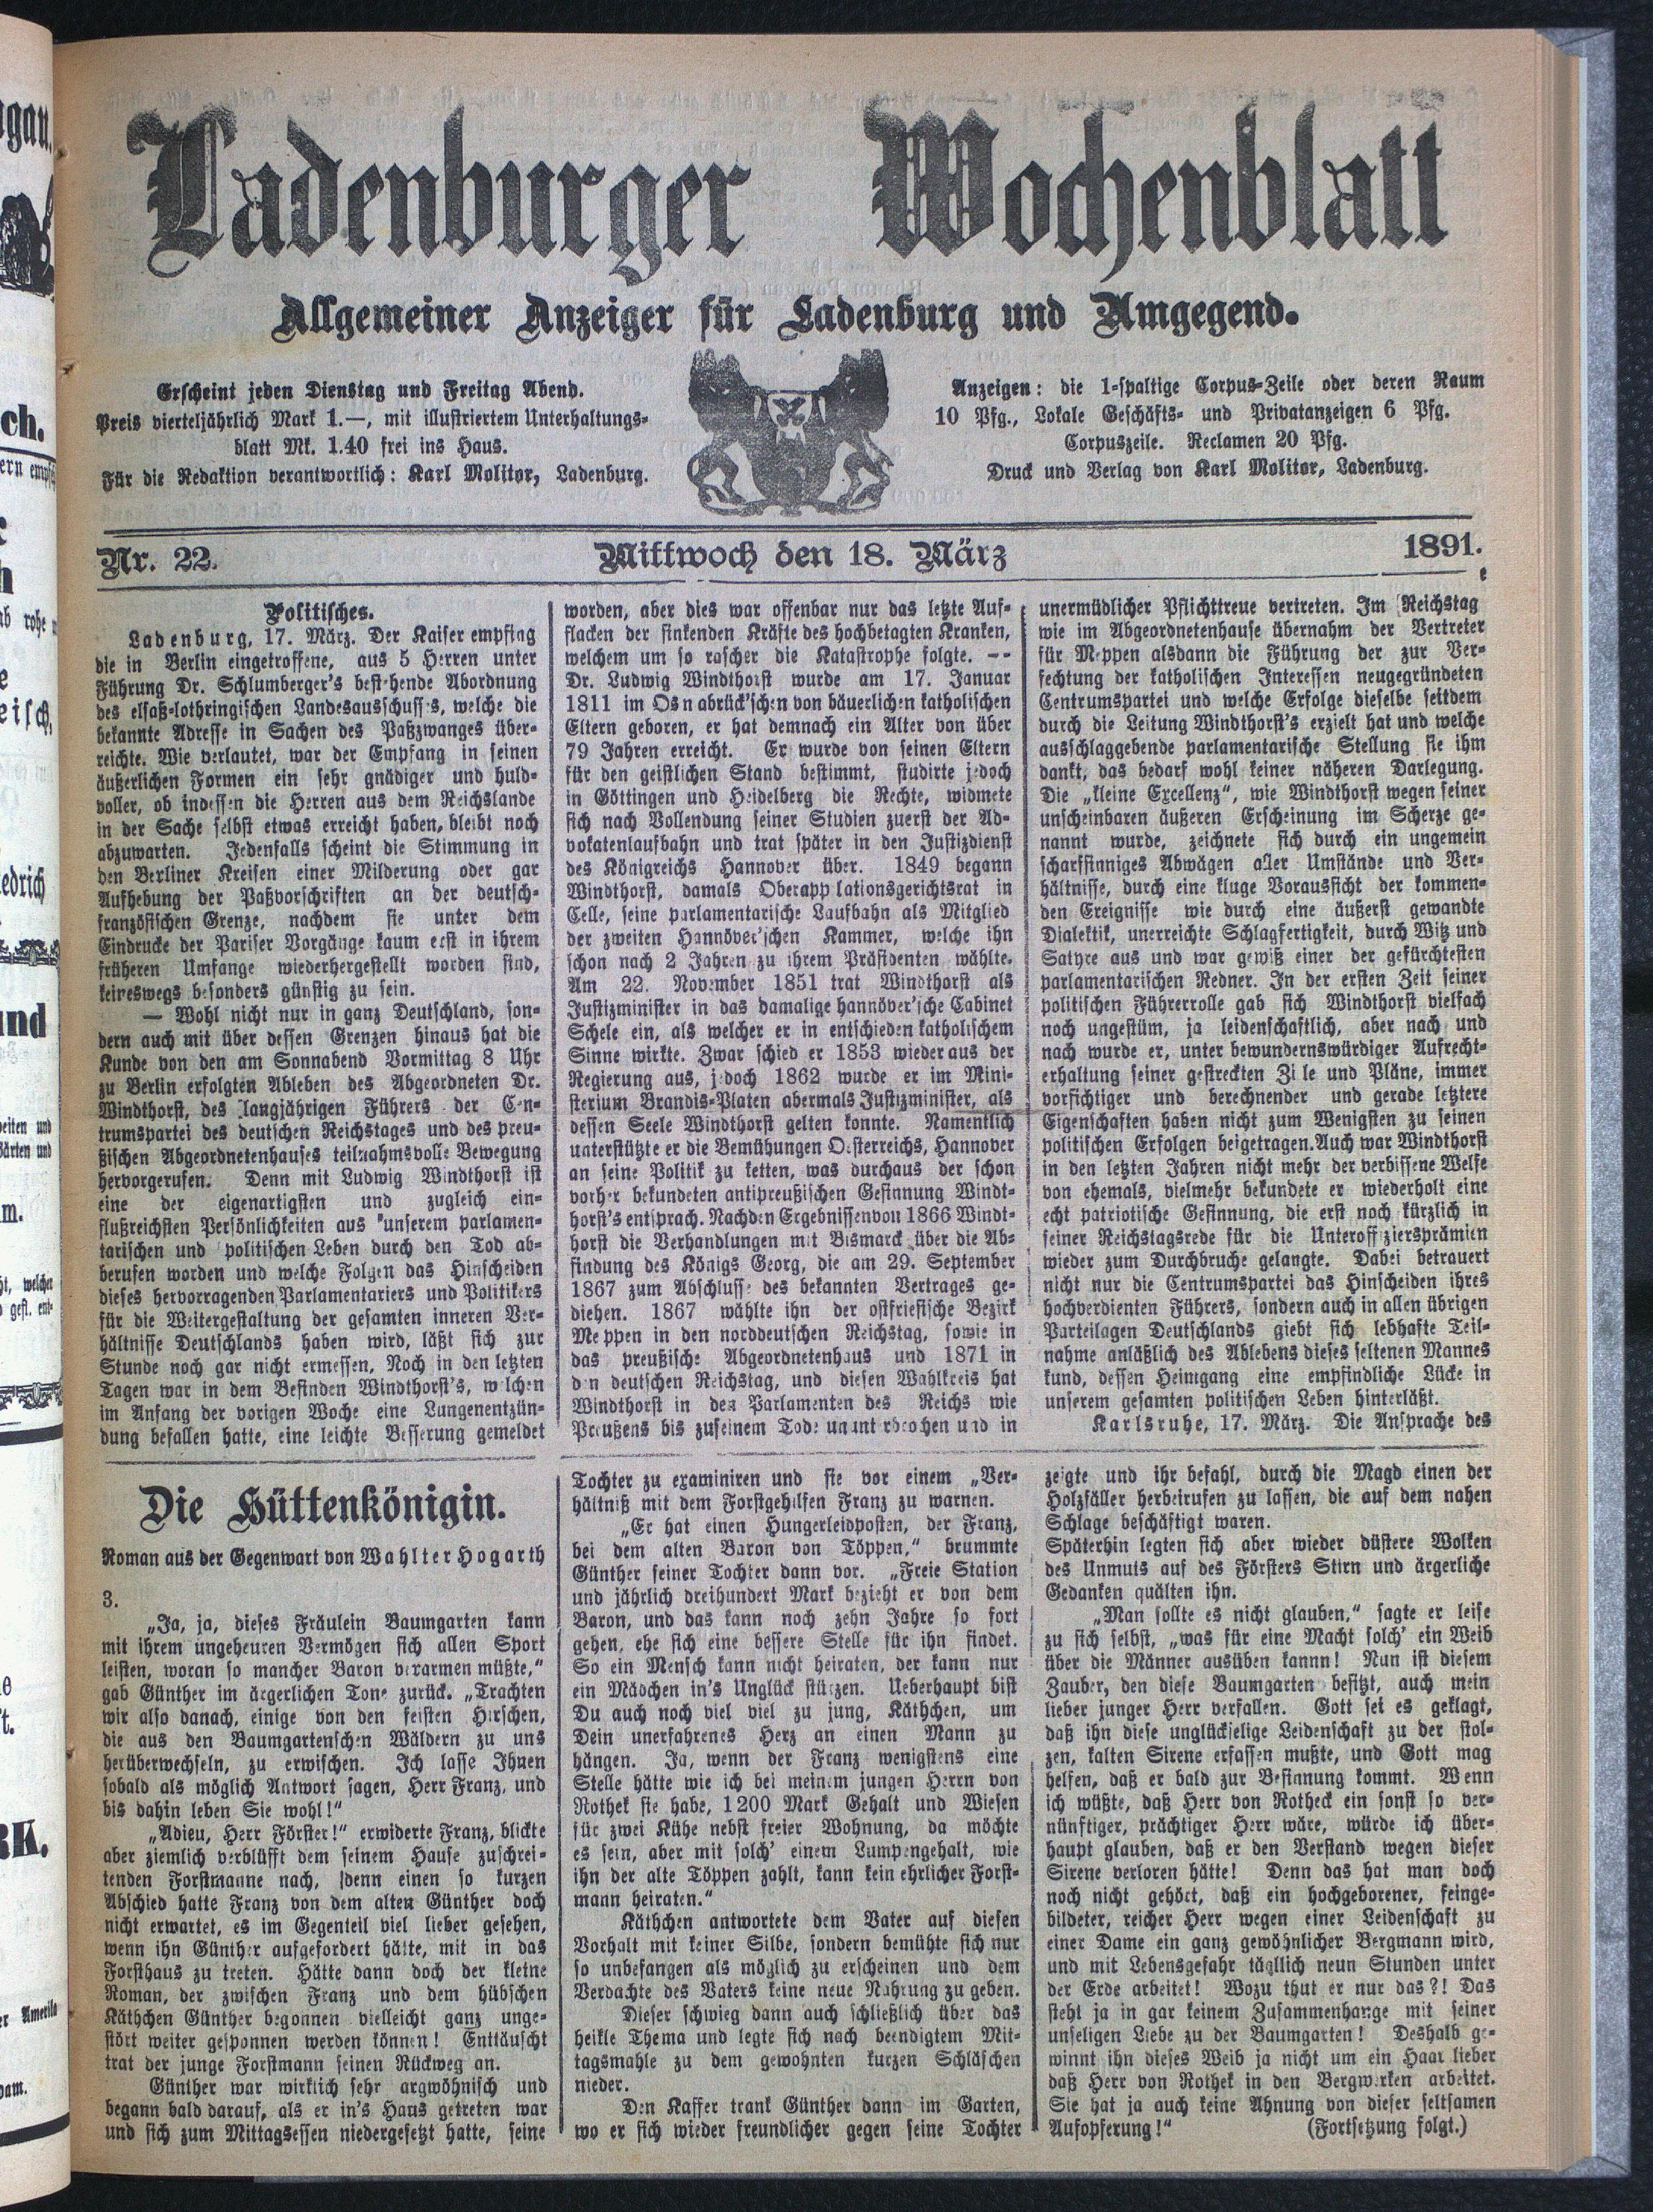 Ladenburger Wochenblatt
Allgemeiner Anzeiger für Ladenburg und Umgegend.
Erscheint jeden Dienstag und Freitag Abend.
Preis vierteljährlich Mark 1.—, mit illustriertem Unterhaltungs-
blatt Mk. 1.40 frei ins Haus.
Für die Redaktion verantwortlich: Karl Molitor, Ladenburg.
Anzeigen: die 1-spaltige Corpus-Zeile oder deren Raum
10 Pfg., Lokale Geschäfts- und Privatanzeigen 6 Pfg.
Corpuszeile. Reclamen 20 Pfg.
Druck und Verlag von Karl Molitor, Ladenburg.
Nr. 22. Mittwoch den 18. März 1891.
Politisches.
Ladenburg, 17. März. Der Kaiser empfing
die in Berlin eingetroffene, aus 5 Herren unter
Führung Dr. Schlumberger's bestehende Abordnung
des elsaß-lothringischen Landesausschusses, welche die
bekannte Adresse in Sachen des Paßzwanges über-
reichte. Wie verlautet, war der Empfang in seinen
äußerlichen Formen ein sehr gnädiger und huld-
voller, ob indessen die Herren aus dem Reichslande
in der Sache selbst etwas erreicht haben, bleibt noch
abzuwarten. Jedenfalls scheint die Stimmung in
den Berliner Kreisen einer Milderung oder gar
Aufhebung der Paßvorschriften an der deutsch-
französischen Grenze, nachdem sie unter dem
Eindrucke der Pariser Vorgänge kaum erst in ihrem
früheren Umfange wiederhergestellt worden sind,
keineswegs besonders günstig zu sein.
— Wohl nicht nur in ganz Deutschland, son-
dern auch mit über dessen Grenzen hinaus hat die
Kunde von den am Sonnabend Vormittag 8 Uhr
zu Berlin erfolgten Ableben des Abgeordneten Dr.
Windthorst, des langjährigen Führers der Cen-
trumspartei des deutschen Reichstages und des preu-
ßischen Abgeordnetenhauses teilnahmsvolle Bewegung
hervorgerufen. Denn mit Ludwig Windthorst ist
eine der eigenartigsten und zugleich ein-
flußreichsten Persönlichkeiten aus unserem parlamen-
tarischen und politischen Leben durch den Tod ab-
berufen worden und welche Folgen das Hinscheiden
dieses hervorragenden Parlamentariers und Politikers
für die Weitergestaltung der gesamten inneren Ver-
hältnisse Deutschlands haben wird, läßt sich zur
Stunde noch gar nicht ermessen, Noch in den letzten
Tagen war in dem Befinden Windthorst's, welchen
im Anfang der vorigen Woche eine Lungenentzün-
dung befallen hatte, eine leichte Besserung gemeldet
worden, aber dies war offenbar nur das letzte Auf-
flacken der sinkenden Kräfte des hochbetagten Kranken,
welchem um so rascher die Katastrophe folgte. --
Dr. Ludwig Windthorst wurde am 17. Januar
1811 im Osnabrück'schen von bäuerlichen katholischen
Eltern geboren, er hat demnach ein Alter von über
79 Jahren erreicht. Er wurde von seinen Eltern
für den geistlichen Stand bestimmt, studirte jedoch
in Göttingen und Heidelberg die Rechte, widmete
sich nach Vollendung seiner Studien zuerst der Ad-
vokatenlaufbahn und trat später in den Justizdienst
des Königreichs Hannover über. 1849 begann
Windthorst, damals Oberappellationsgerichtsrat in
Celle, seine parlamentarische Laufbahn als Mitglied
der zweiten Hannöver'schen Kammer, welche ihn
schon nach 2 Jahren zu ihrem Präsidenten wählte.
Am 22. November 1851 trat Windthorst als
Justizminister in das damalige hannöver'sche Cabinet
Schele ein, als welcher er in entschieden katholischem
Sinne wirkte. Zwar schied er 1853 wieder aus der
Regierung aus, jedoch 1862 wurde er im Mini-
sterium Brandis-Platen abermals Justizminister, als
dessen Seele Windthorst gelten konnte. Namentlich
unterstützte er die Bemühungen Oesterreichs, Hannover
an seine Politik zu ketten, was durchaus der schon
vorher bekundeten antipreußischen Gesinnung Windt-
horst's entsprach. Nach den Ergebnissen von 1866 Windt-
horst die Verhandlungen mit Bismarck über die Ab-
findung des Königs Georg, die am 29. September
1867 zum Abschlusse des bekannten Vertrages ge-
diehen. 1867 wählte ihn der ostfriesische Bezirk
Meppen in den norddeutschen Reichstag, sowie in
das preußische Abgeordnetenhaus und 1871 in
den deutschen Reichstag, und diesen Wahlkreis hat
Windthorst in den Parlamenten des Reichs wie
Preußens bis zu seinem Tode ununterbrochen und in
unermüdlicher Pflichttreue vertreten. Im Reichstag
wie im Abgeordnetenhause übernahm der Vertreter
für Meppen alsdann die Führung der zur Ver-
fechtung der katholischen Interessen neugegründeten
Centrumspartei und welche Erfolge dieselbe seitdem
durch die Leitung Windthorst's erzielt hat und welche
ausschlaggebende parlamentarische Stellung sie ihm
dankt, das bedarf wohl keiner näheren Darlegung.
Die „kleine Excellenz“, wie Windthorst wegen seiner
unscheinbaren äußeren Erscheinung im Scherze ge-
nannt wurde, zeichnete sich durch ein ungemein
scharfsinniges Abwägen aller Umstände und Ver-
hältnisse, durch eine kluge Voraussicht der kommen-
den Ereignisse wie durch eine äußerst gewandte
Dialektik, unerreichte Schlagfertigkeit, durch Witz und
Satyre aus und war gewiß einer der gefürchtesten
parlamentarischen Redner. In der ersten Zeit seiner
politischen Führerrolle gab sich Windthorst vielfach
noch ungestüm, ja leidenschaftlich, aber nach und
nach wurde er, unter bewundernswürdiger Aufrecht-
erhaltung seiner gestreckten Ziele und Pläne, immer
vorsichtiger und berechnender und gerade letztere
Eigenschaften haben nicht zum Wenigsten zu seinen
politischen Erfolgen beigetragen. Auch war Windthorst
in den letzten Jahren nicht mehr der verbissene Welfe
von ehemals, vielmehr bekundete er wiederholt eine
echt patriotische Gesinnung, die erst noch kürzlich in
seiner Reichstagsrede für die Unteroffiziersprämien
wieder zum Durchbruche gelangte. Dabei betrauert
nicht nur die Centrumspartei das Hinscheiden ihres
hochverdienten Führers, sondern auch in allen übrigen
Parteilagen Deutschlands giebt sich lebhafte Teil-
nahme anläßlich des Ablebens dieses seltenen Mannes
kund, dessen Heimgang eine empfindliche Lücke in
unserem gesamten politischen Leben hinterläßt.
Karlsruhe, 17. März. Die Ansprache des
Die Hüttenkönigin.
Roman aus der Gegenwart von Wahlter Hogarth
3.
„Ja, ja, dieses Fräulein Baumgarten kann
mit ihrem ungeheuren Vermögen sich allen Sport
leisten, woran so mancher Baron verarmen müßte,“
gab Günther im ärgerlichen Tone zurück. „Trachten
wir also danach, einige von den feisten Hirschen,
die aus den Baumgartenschen Wäldern zu uns
herüberwechseln, zu erwischen. Ich lasse Ihnen
sobald als möglich Antwort sagen, Herr Franz, und
bis dahin leben Sie wohl!“
„Adieu, Herr Förster!“ erwiderte Franz, blickte
aber ziemlich verblüfft dem seinem Hause zuschrei-
tenden Forstmanne nach, denn einen so kurzen
Abschied hatte Franz von dem alten Günther doch
nicht erwartet, es im Gegenteil viel lieber gesehen,
wenn ihn Günther aufgefordert hätte, mit in das
Forsthaus zu treten. Hätte dann doch der kleine
Roman, der zwischen Franz und dem hübschen
Käthchen Günther begonnen vielleicht ganz unge-
stört weiter gesponnen werden können! Enttäuscht
trat der junge Forstmann seinen Rückweg an.
Günther war wirklich sehr argwöhnisch und
begann bald darauf, als er in's Haus getreten war
und sich zum Mittagsessen niedergesetzt hatte, seine
Tochter zu examiniren und sie vor einem „Ver-
hältniß mit dem Forstgehilfen Franz zu warnen.
„Er hat einen Hungerleidposten, der Franz,
bei dem alten Baron von Töppen,“ brummte
Günther seiner Tochter dann vor. „Freie Station
und jährlich dreihundert Mark bezieht er von dem
Baron, und das kann noch zehn Jahre so fort
gehen, ehe sich eine bessere Stelle für ihn findet.
So ein Mensch kann nicht heiraten, der kann nur
ein Mädchen in's Unglück stürzen. Ueberhaupt bist
Du auch noch viel viel zu jung, Käthchen, um
Dein unerfahrenes Herz an einen Mann zu
hängen. Ja, wenn der Franz wenigstens eine
Stelle hätte wie ich bei meinem jungen Herrn von
Rothek sie habe, 1200 Mark Gehalt und Wiesen
für zwei Kühe nebst freier Wohnung, da möchte
es sein, aber mit solch' einem Lumpengehalt, wie
ihn der alte Töppen zahlt, kann kein ehrlicher Forst-
mann heiraten.“
Käthchen antwortete dem Vater auf diesen
Vorhalt mit keiner Silbe, sondern bemühte sich nur
so unbefangen als möglich zu erscheinen und dem
Verdachte des Vaters keine neue Nahrung zu geben.
Dieser schwieg dann auch schließlich über das
heikle Thema und legte sich nach beendigtem Mit-
tagsmahle zu dem gewohnten kurzen Schläschen
nieder.
Den Kaffer trank Günther dann im Garten,
wo er sich wieder freundlicher gegen seine Tochter
zeigte und ihr befahl, durch die Magd einen der
Holzfäller herbeirufen zu lassen, die auf dem nahen
Schlage beschäftigt waren.
Späterhin legten sich aber wieder düstere Wolken
des Unmuts auf des Försters Stirn und ärgerliche
Gedanken quälten ihn.
„Man sollte es nicht glauben,“ sagte er leise
zu sich selbst, „was für eine Macht solch' ein Weib
über die Männer ausüben kannn! Nun ist diesem
Zauber, den diese Baumgarten besitzt, auch mein
lieber junger Herr verfallen. Gott sei es geklagt,
daß ihn diese unglückselige Leidenschaft zu der stol-
zen, kalten Sirene erfassen mußte, und Gott mag
helfen, daß er bald zur Besinnung kommt. Wenn
ich wüßte, daß Herr von Rotheck ein sonst so ver-
nünftiger, prächtiger Herr wäre, würde ich über-
haupt glauben, daß er den Verstand wegen dieser
Sirene verloren hätte! Denn das hat man doch
noch nicht gehört, daß ein hochgeborener, feinge-
bildeter, reicher Herr wegen einer Leidenschaft zu
einer Dame ein ganz gewöhnlicher Bergmann wird,
und mit Lebensgefahr tägllich neun Stunden unter
der Erde arbeitet! Wozu thut er nur das?! Das
steht ja in gar keinem Zusammenhange mit seiner
unseligen Liebe zu der Baumgarten! Deshalb ge-
winnt ihn dieses Weib ja nicht um ein Haar lieber
daß Herr von Rothek in den Bergwerken arbeitet.
Sie hat ja auch keine Ahnung von dieser seltsamen
Aufopferung!“ (Fortsetzung folgt.)